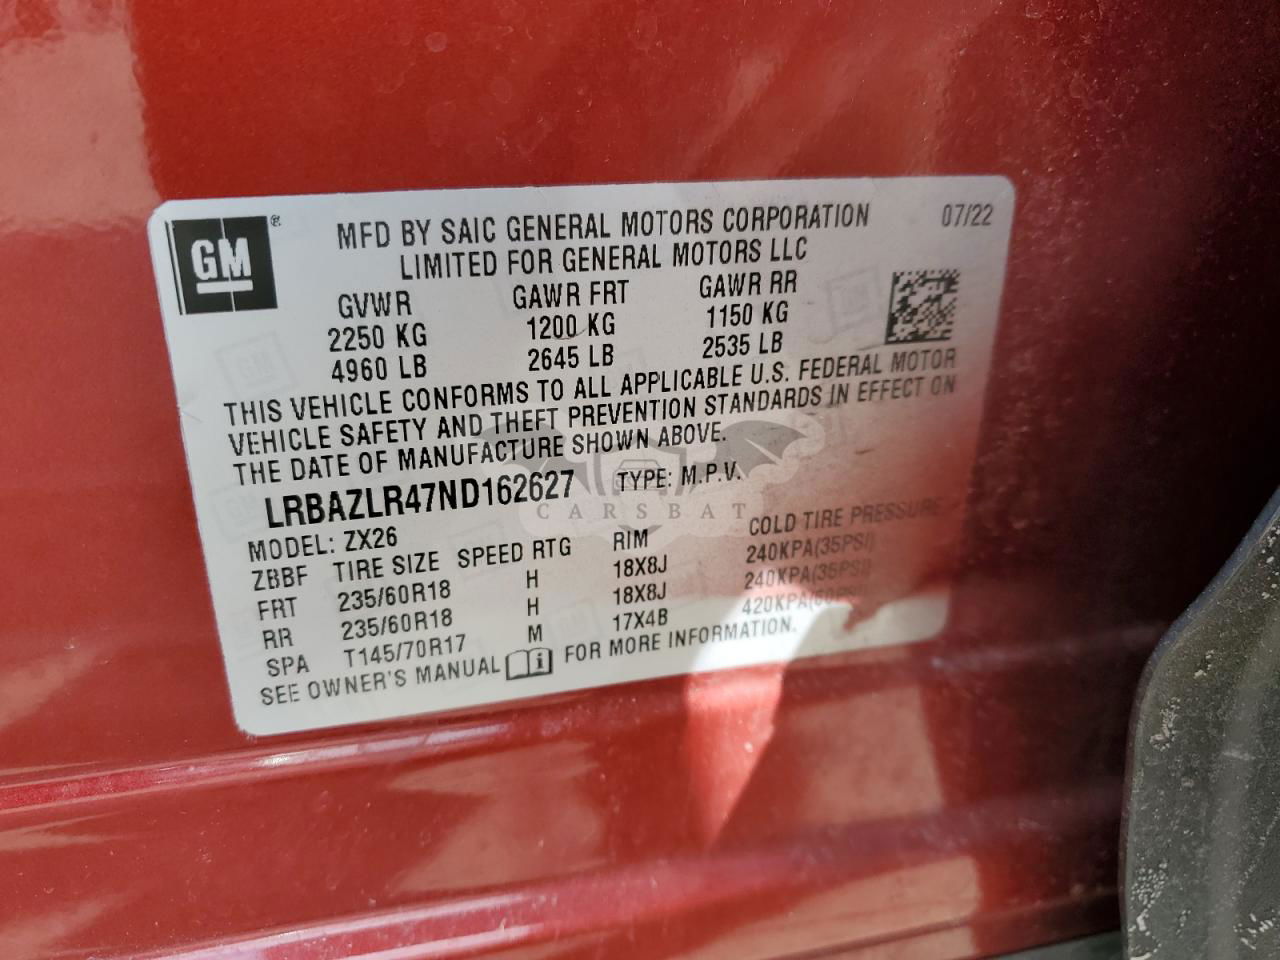 GM ®
MFD BY SAIC GENERAL MOTORS CORPORATION 07/22
LIMITED FOR GENERAL MOTORS LLC
GVWR GAWR FRT GAWR RR
2250 KG 1200 KG 1150 KG
4960 LB 2645 LB 2535 LB
THIS VEHICLE CONFORMS TO ALL APPLICABLE U.S. FEDERAL MOTOR
VEHICLE SAFETY AND THEFT PREVENTION STANDARDS IN EFFECT ON
THE DATE OF MANUFACTURE SHOWN ABOVE.
LRBAZLR47ND162627 TYPE: M.P.V.
CARSBAT
MODEL: ZX26
ZBBF TIRE SIZE SPEED RTG RIM COLD TIRE PRESSURE
FRT 235/60R18 H 18X8J 240KPA(35PSI)
RR 235/60R18 H 18X8J 240KPA(35PSI)
SPA T145/70R17 M 17X4B 420KPA(60PSI)
SEE OWNER'S MANUAL FOR MORE INFORMATION.